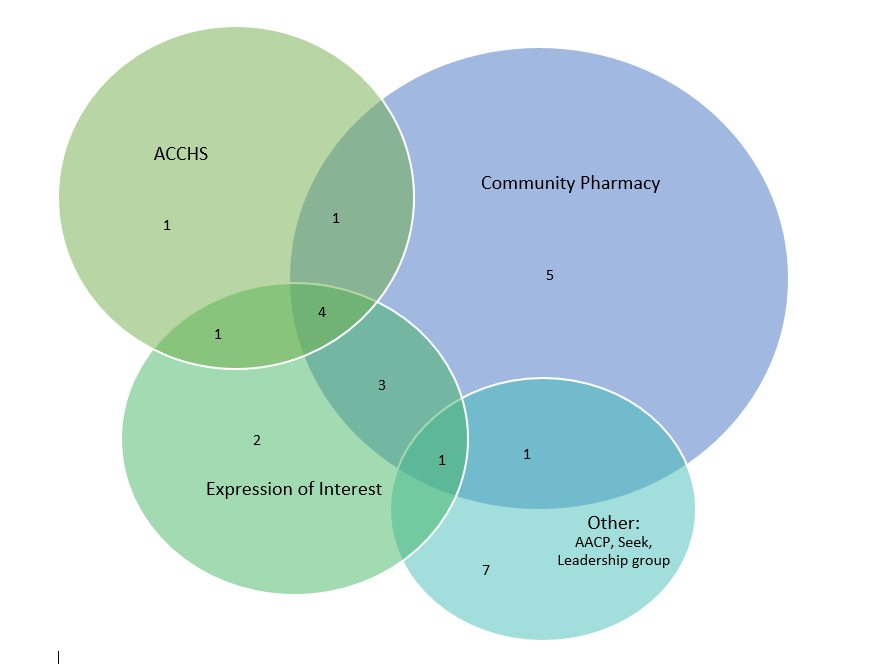 ACCHS
Community Pharmacy
1
1
5
4
1
3
2
1
1
Expression of Interest
Other:
AACP, Seek,
Leadership group
7